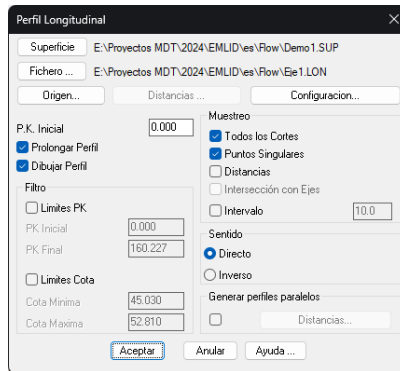 Perfil Longitudinal
Superficie E:\Proyectos MDT\2024\EMLID\es\Flow\Demo1.SUP
Fichero ... E:\Proyectos MDT\2024\EMLID\es\Flow\Eje1.LON
Origen... Distancias ... Configuracion...
P.K. Inicial 0.000
Prolongar Perfil
Dibujar Perfil
Filtro
Limites PK
PK Inicial 0.000
PK Final 160.227
Limites Cota
Cota Minima 45.030
Cota Maxima 52.810
Muestreo
Todos los Cortes
Puntos Singulares
Distancias
Intersección con Ejes
Intervalo 10.0
Sentido
Directo
Inverso
Generar perfiles paralelos
Distancias...
Aceptar Anular Ayuda ...